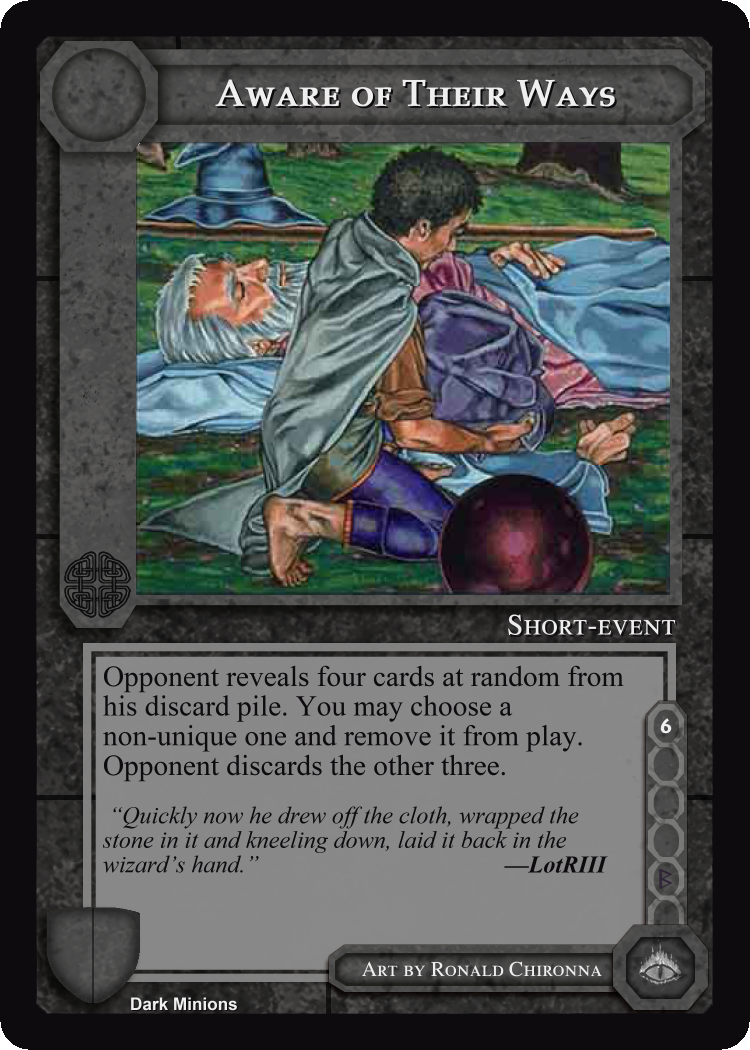 Aware of Their Ways
Short-event
Opponent reveals four cards at random from
his discard pile. You may choose a
non-unique one and remove it from play.
Opponent discards the other three.
6
“Quickly now he drew off the cloth, wrapped the
stone in it and kneeling down, laid it back in the
wizard’s hand.” —LotRIII
Art by Ronald Chironna
Dark Minions